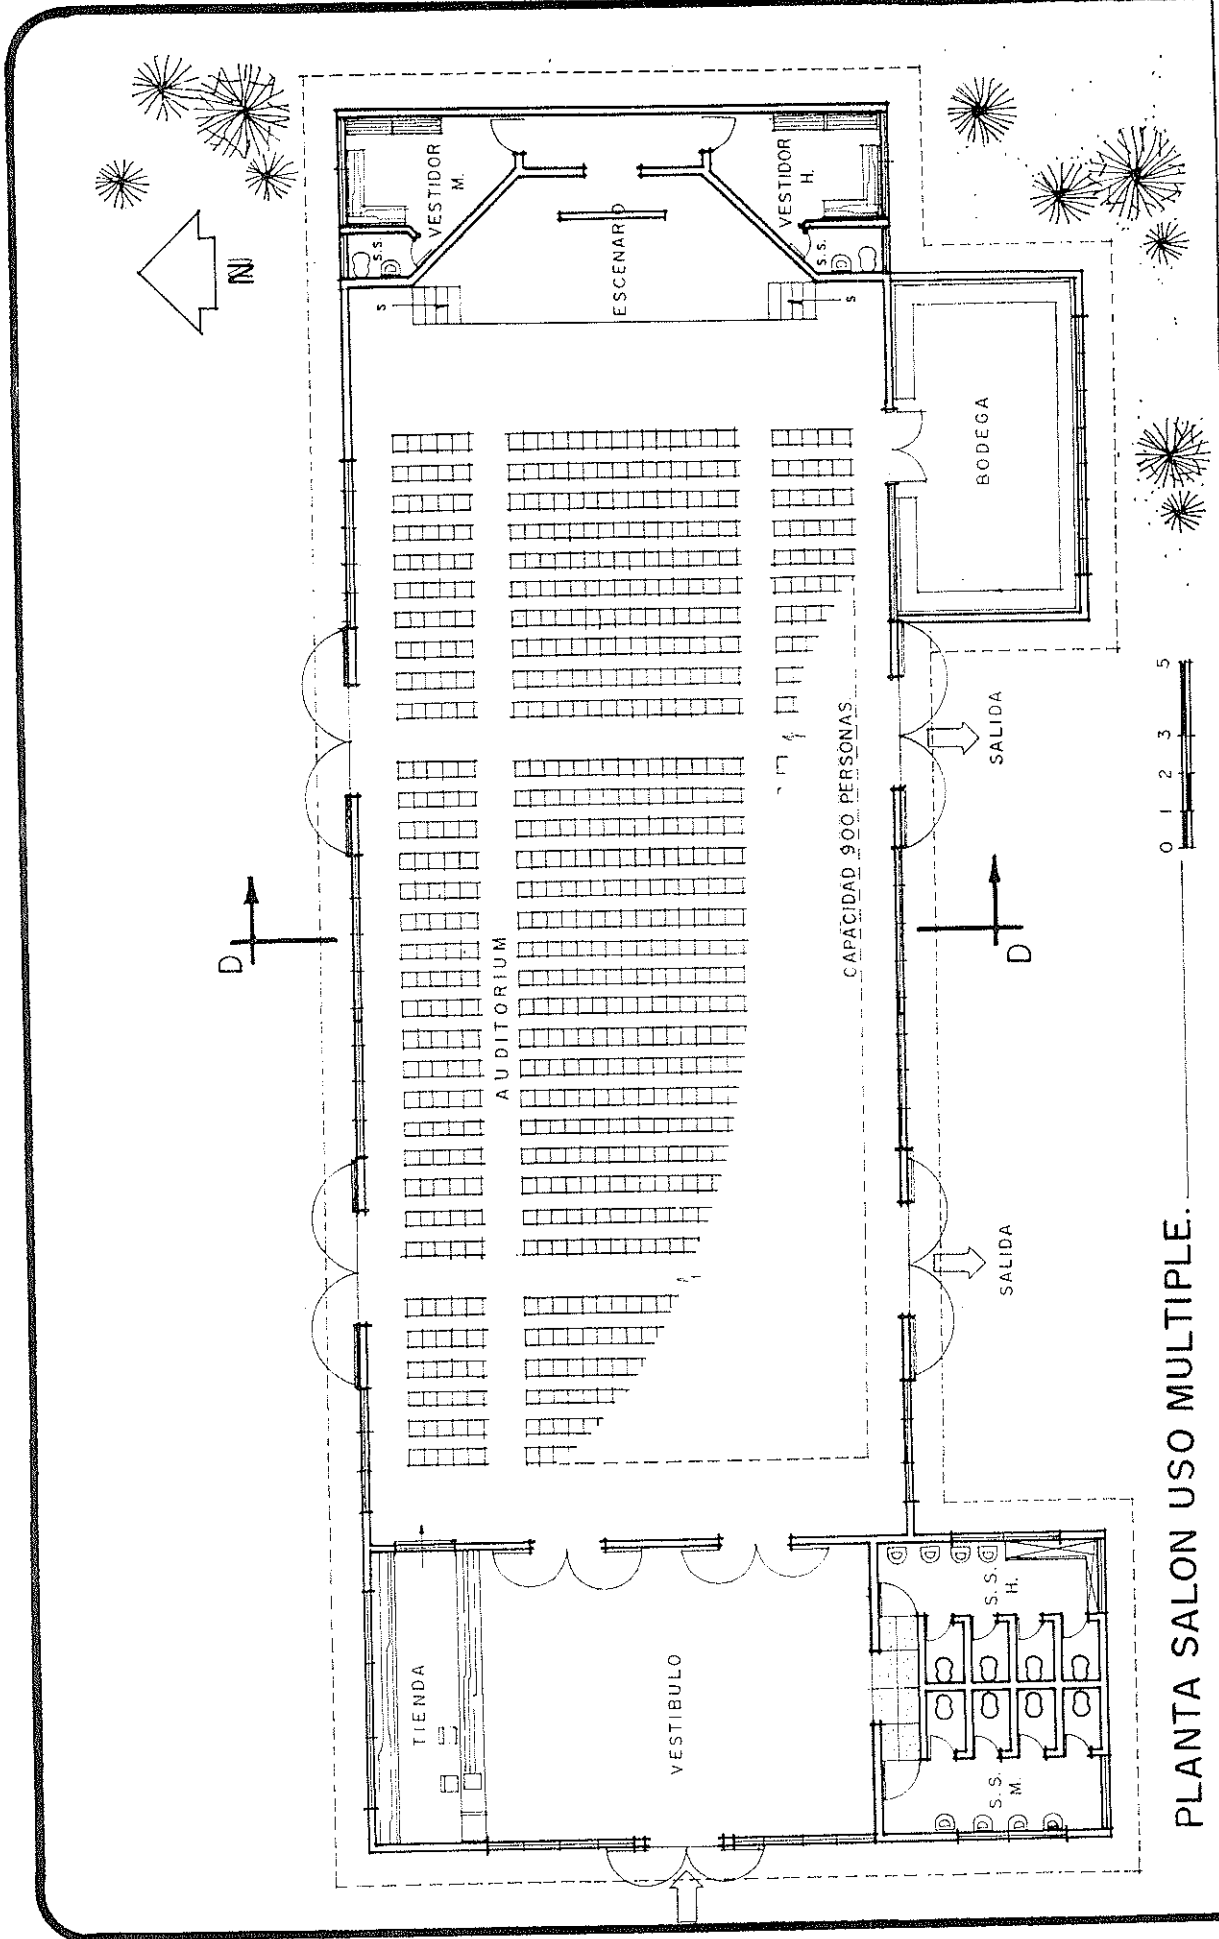 N
VESTIDOR
M.
S.S.
S
ESCENARIO
VESTIDOR
H.
S.S.
S
BODEGA
AUDITORIUM
CAPACIDAD 900 PERSONAS
D
D
SALIDA
SALIDA
TIENDA
VESTIBULO
S.S.
H.
S.S.
M.
0 1 2 3 5
PLANTA SALON USO MULTIPLE.